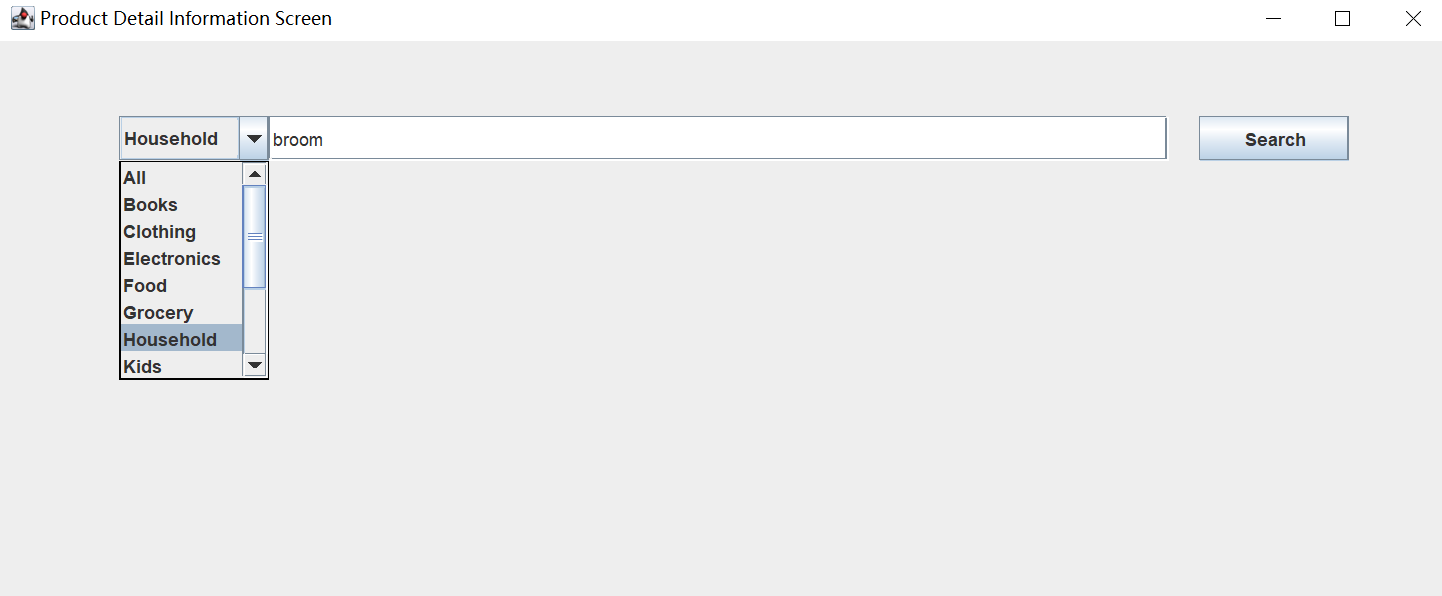 Product Detail Information Screen
Household broom Search
All
Books
Clothing
Electronics
Food
Grocery
Household
Kids